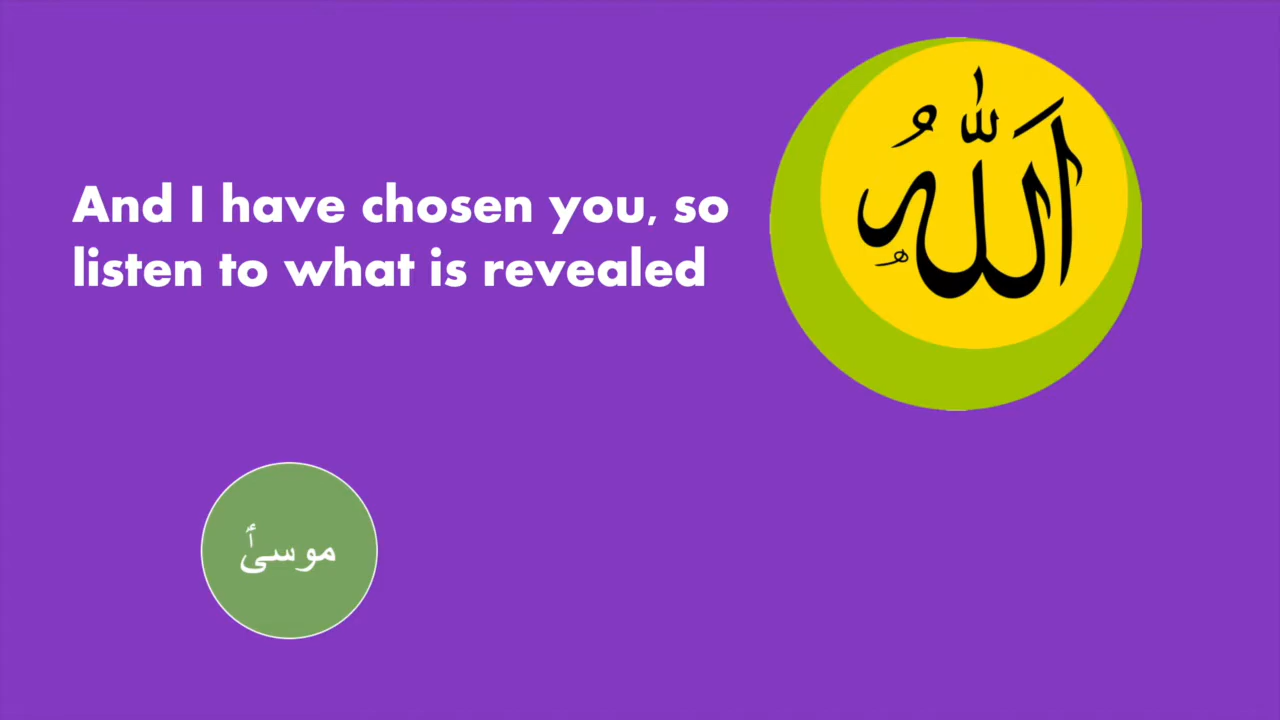 And I have chosen you, so
listen to what is revealed
اللهُ
موسىٰ